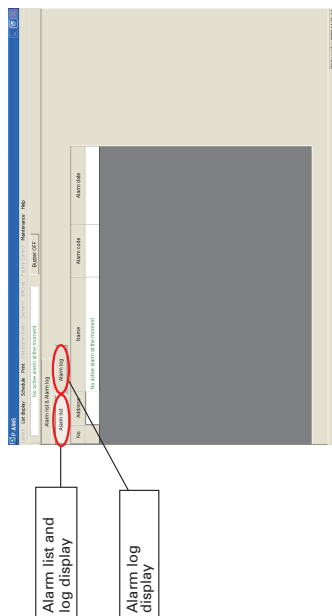 P-AIMS
List display Schedule Print Maintenance Help
No active alarm at the moment
Buzzer OFF
Alarm list & Alarm log
Alarm list Alarm log
No. Address Name Alarm code Alarm date
No active alarm at the moment
Alarm list and
log display
Alarm log
display